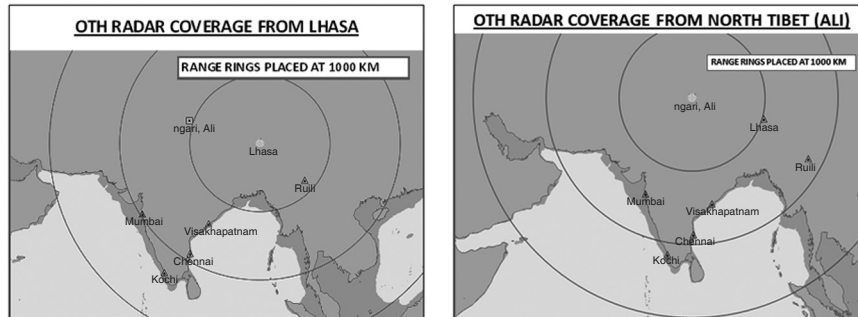 OTH RADAR COVERAGE FROM LHASA
RANGE RINGS PLACED AT 1000 KM
ngari, Ali
Lhasa
Ruili
Mumbai
Visakhapatnam
Chennai
Kochi
OTH RADAR COVERAGE FROM NORTH TIBET (ALI)
RANGE RINGS PLACED AT 1000 KM
ngari, Ali
Lhasa
Ruili
Mumbai
Visakhapatnam
Chennai
Kochi